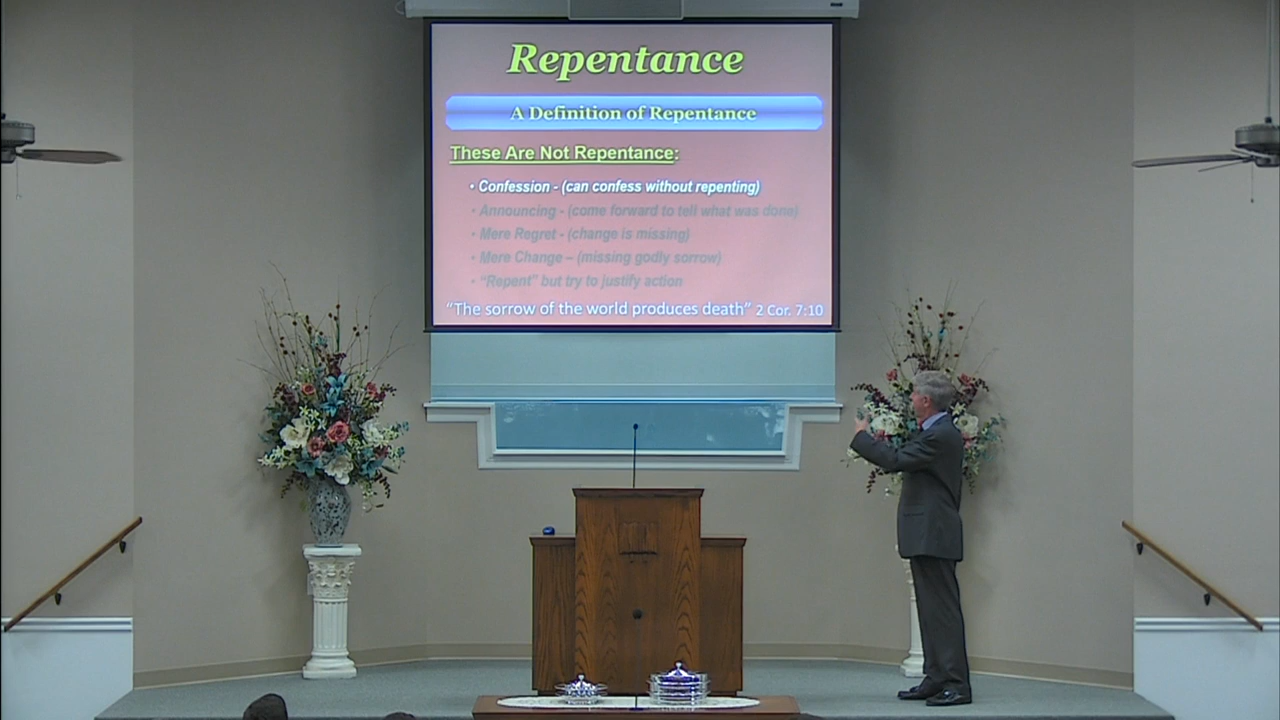 Repentance
A Definition of Repentance
These Are Not Repentance:
• Confession - (can confess without repenting)
• Announcing - (come forward to tell what was done)
• Mere Regret - (change is missing)
• Mere Change – (missing godly sorrow)
• “Repent” but try to justify action
“The sorrow of the world produces death” 2 Cor. 7:10